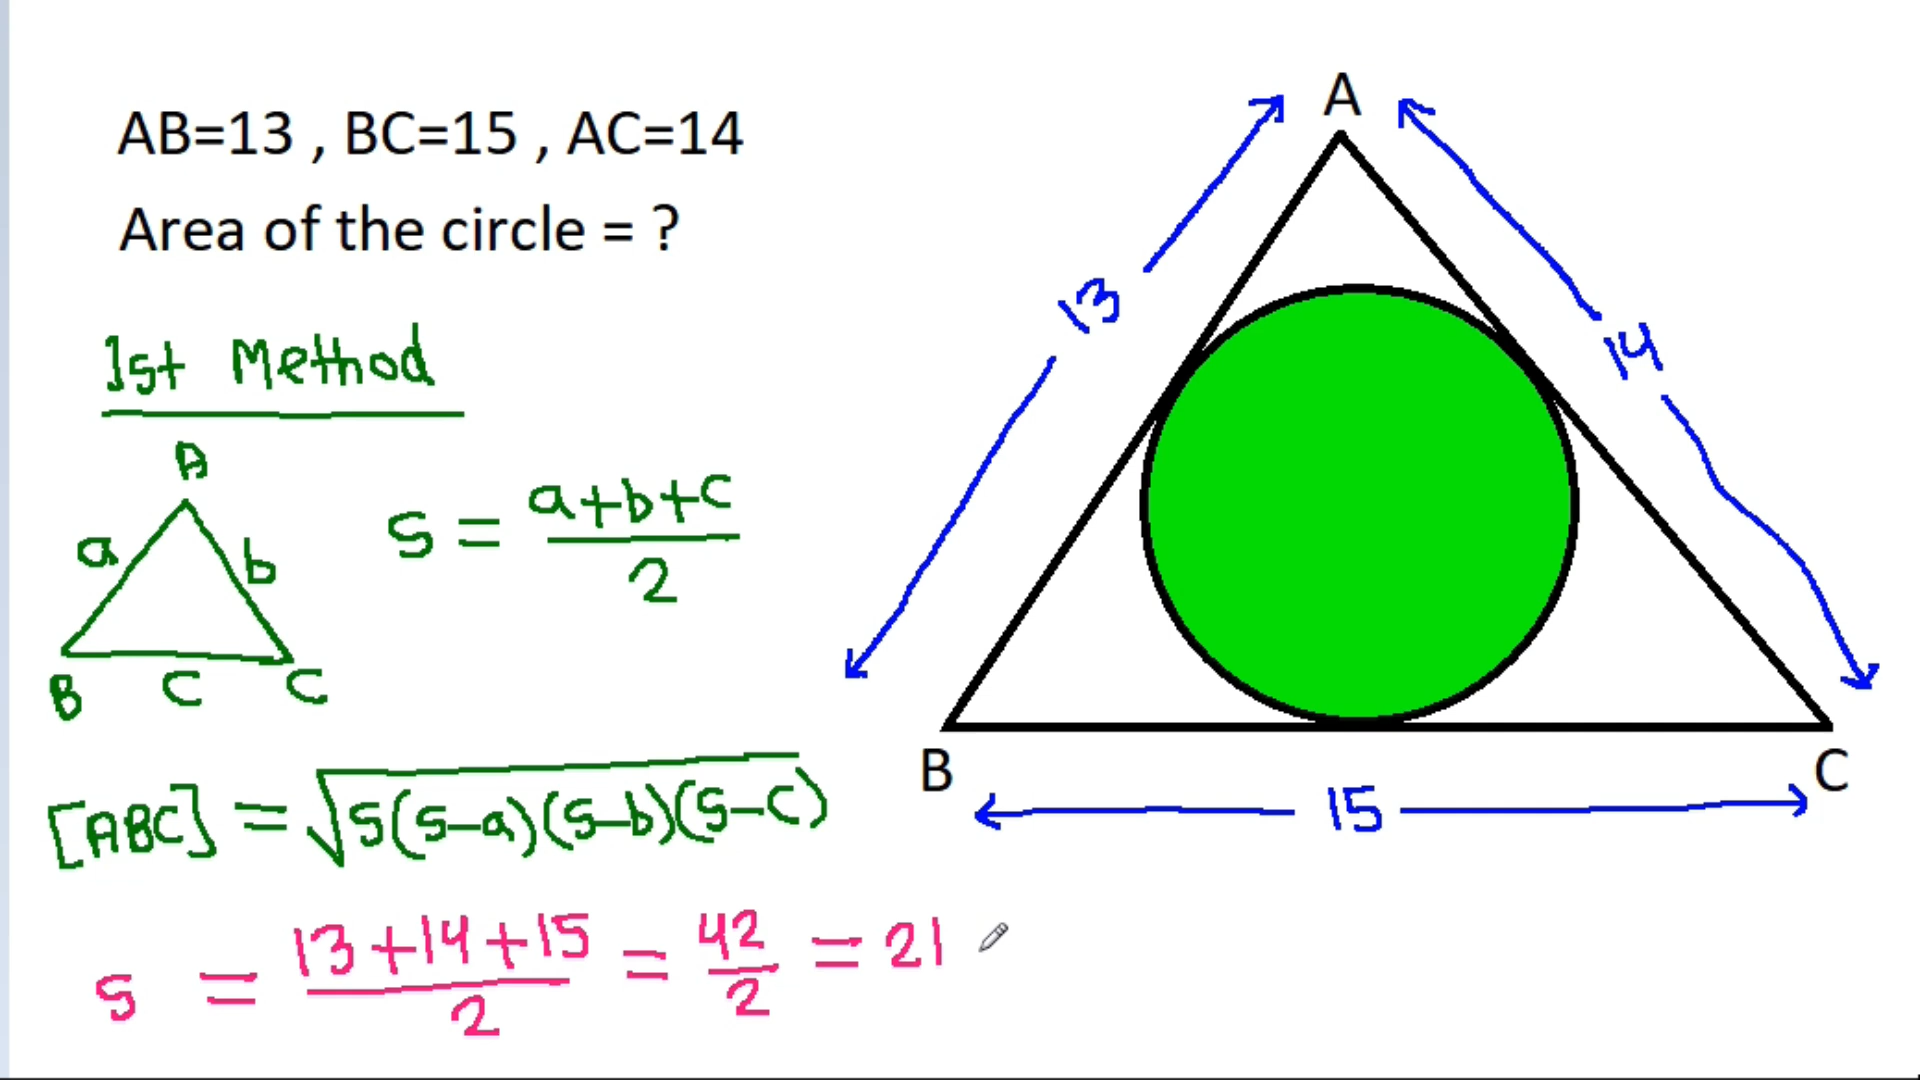 AB=13 , BC=15 , AC=14
Area of the circle = ?
1st Method
A
a
b
B
C
C
S = a+b+c / 2
[ABC] = √S(S-a)(S-b)(S-C)
S = 13+14+15 / 2 = 42 / 2 = 21
A
13
14
B
C
15